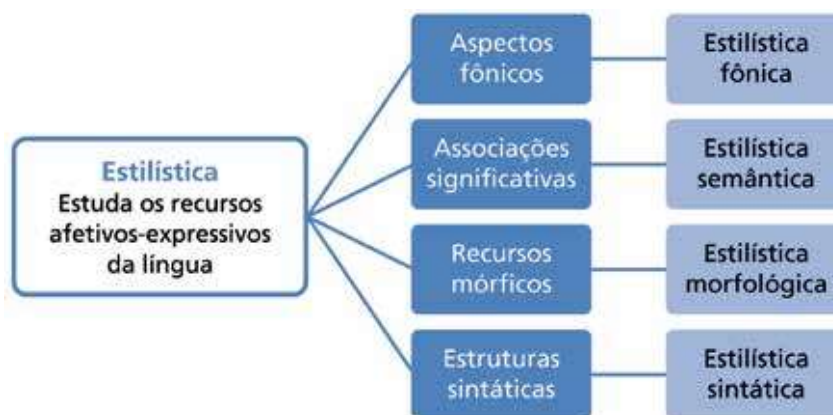 Estilística
Estuda os recursos
afetivos-expressivos
da língua
Aspectos
fônicos
Estilística
fônica
Associações
significativas
Estilística
semântica
Recursos
mórficos
Estilística
morfológica
Estruturas
sintáticas
Estilística
sintática